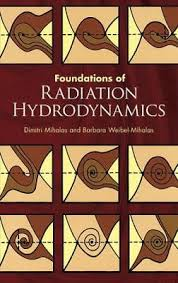 Foundations of
RADIATION
HYDRODYNAMICS
Dimitri Mihalas and Barbara Weibel-Mihalas